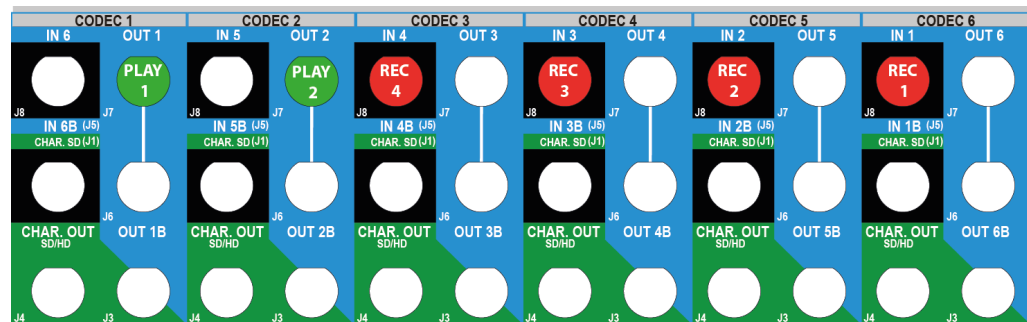 CODEC 1 CODEC 2 CODEC 3 CODEC 4 CODEC 5 CODEC 6
IN 6 OUT 1 IN 5 OUT 2 IN 4 OUT 3 IN 3 OUT 4 IN 2 OUT 5 IN 1 OUT 6
PLAY 1 PLAY 2 REC 4 REC 3 REC 2 REC 1
J8 J7 J8 J7 J8 J7 J8 J7 J8 J7 J8 J7
IN 6B (J5) IN 5B (J5) IN 4B (J5) IN 3B (J5) IN 2B (J5) IN 1B (J5)
CHAR. SD (J1) CHAR. SD (J1) CHAR. SD (J1) CHAR. SD (J1) CHAR. SD (J1) CHAR. SD (J1)
J6 J6 J6 J6 J6 J6
CHAR. OUT OUT 1B CHAR. OUT OUT 2B CHAR. OUT OUT 3B CHAR. OUT OUT 4B CHAR. OUT OUT 5B CHAR. OUT OUT 6B
SD/HD SD/HD SD/HD SD/HD SD/HD SD/HD
J4 J3 J4 J3 J4 J3 J4 J3 J4 J3 J4 J3